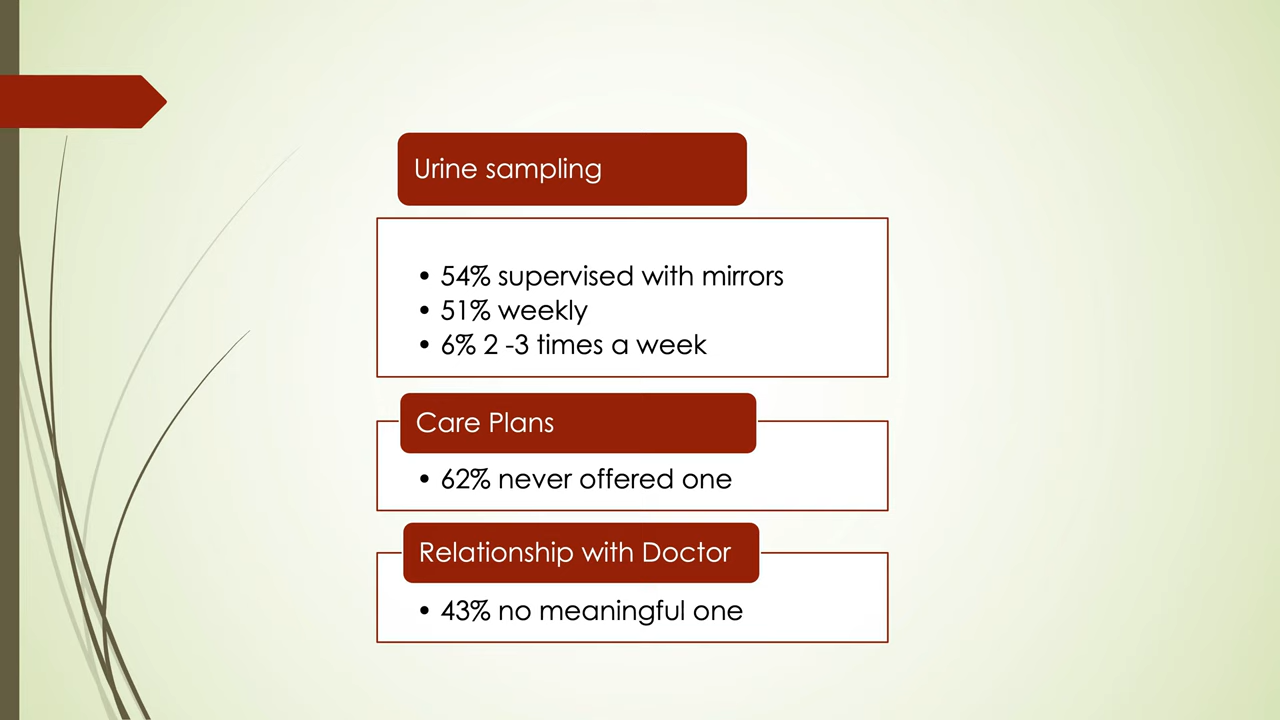 Urine sampling
• 54% supervised with mirrors
• 51% weekly
• 6% 2 -3 times a week
Care Plans
• 62% never offered one
Relationship with Doctor
• 43% no meaningful one